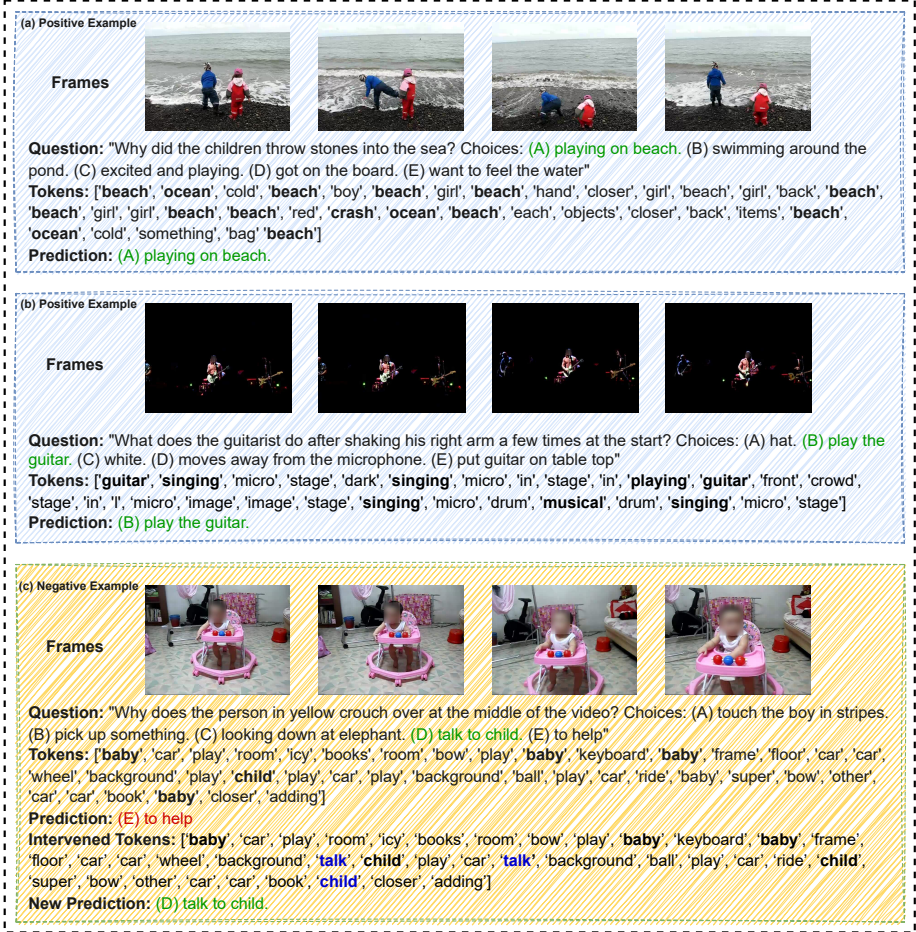 (a) Positive Example
Frames
Question: "Why did the children throw stones into the sea? Choices: (A) playing on beach. (B) swimming around the
pond. (C) excited and playing. (D) got on the board. (E) want to feel the water"
Tokens: ['beach', 'ocean', 'cold', 'beach', 'boy', 'beach', 'girl', 'beach', 'hand', 'closer', 'girl', 'beach', 'girl', 'back', 'beach',
'beach', 'girl', 'girl', 'beach', 'beach', 'red', 'crash', 'ocean', 'beach', 'each', 'objects', 'closer', 'back', 'items', 'beach',
'ocean', 'cold', 'something', 'bag' 'beach']
Prediction: (A) playing on beach.
(b) Positive Example
Frames
Question: "What does the guitarist do after shaking his right arm a few times at the start? Choices: (A) hat. (B) play the
guitar. (C) white. (D) moves away from the microphone. (E) put guitar on table top"
Tokens: ['guitar', 'singing', 'micro', 'stage', 'dark', 'singing', 'micro', 'in', 'stage', 'in', 'playing', 'guitar', 'front', 'crowd',
'stage', 'in', 'l', 'micro', 'image', 'image', 'stage', 'singing', 'micro', 'drum', 'musical', 'drum', 'singing', 'micro', 'stage']
Prediction: (B) play the guitar.
(c) Negative Example
Frames
Question: "Why does the person in yellow crouch over at the middle of the video? Choices: (A) touch the boy in stripes.
(B) pick up something. (C) looking down at elephant. (D) talk to child. (E) to help"
Tokens: ['baby', 'car', 'play', 'room', 'icy', 'books', 'room', 'bow', 'play', 'baby', 'keyboard', 'baby', 'frame', 'floor', 'car', 'car',
'wheel', 'background', 'play', 'child', 'play', 'car', 'play', 'background', 'ball', 'play', 'car', 'ride', 'baby', 'super', 'bow', 'other',
'car', 'car', 'book', 'baby', 'closer', 'adding']
Prediction: (E) to help
Intervened Tokens: [‘baby’, ‘car’, ‘play’, ‘room’, ‘icy’, ‘books’, ‘room’, ‘bow’, ‘play’, ‘baby’, ‘keyboard’, ‘baby’, ‘frame’,
‘floor’, ‘car’, ‘car’, ‘wheel’, ‘background’, ‘talk’, ‘child’, ‘play’, ‘car’, ‘talk’, ‘background’, ‘ball’, ‘play’, ‘car’, ‘ride’, ‘child’,
‘super’, ‘bow’, ‘other’, ‘car’, ‘car’, ‘book’, ‘child’, ‘closer’, ‘adding’]
New Prediction: (D) talk to child.